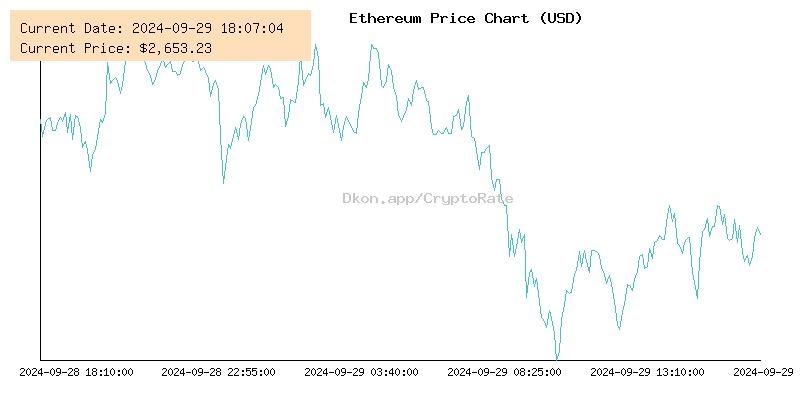 Ethereum Price Chart (USD)
Current Date: 2024-09-29 18:07:04
Current Price: $2,653.23
Dkon.app/CryptoRate
2024-09-28 18:10:00 2024-09-28 22:55:00 2024-09-29 03:40:00 2024-09-29 08:25:00 2024-09-29 13:10:00 2024-09-29